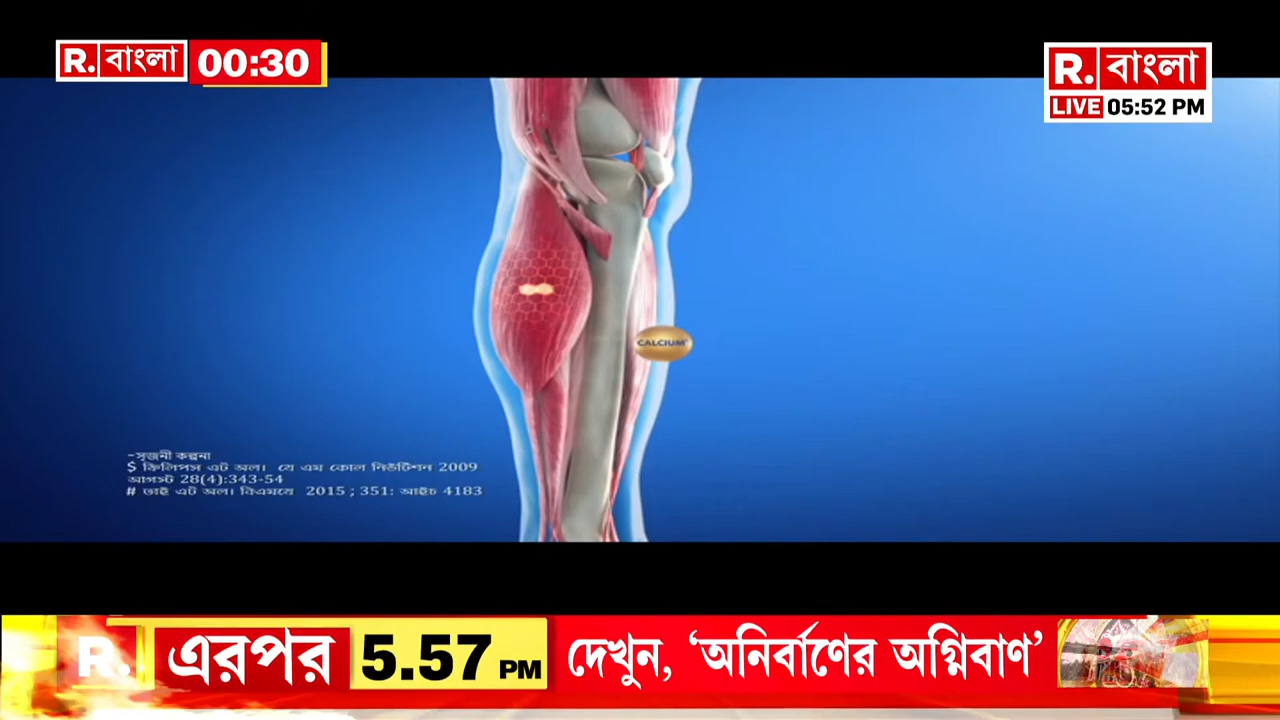 R. বাংলা 00:30
R. বাংলা
LIVE 05:52 PM
CALCIUM
-সৃজনী কল্পনা
$ ফিলিপস এট অল। যে এম কোল নিউট্রিশন 2009
আগস্ট 28(4):343-54
# তাই এট অল। বিএমযে 2015 ; 351: আইচ 4183
R. এরপর 5.57 PM দেখুন, 'অনির্বাণের অগ্নিবাণ'